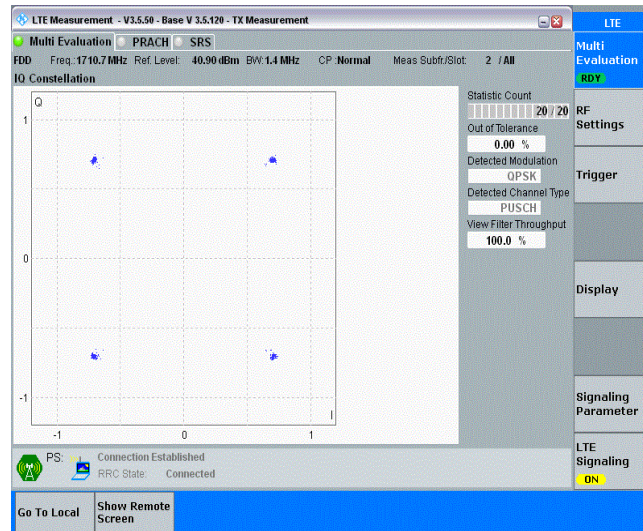 LTE Measurement - V3.5.50 - Base V 3.5.120 - TX Measurement
LTE
Multi Evaluation PRACH SRS
Multi
Evaluation
RDY
FDD Freq.:1710.7 MHz Ref. Level: 40.90 dBm BW:1.4 MHz CP :Normal Meas Subfr./Slot: 2 / All
IQ Constellation
Q
1
0
-1
-1 0 1
I
Statistic Count
20 / 20
Out of Tolerance
0.00 %
Detected Modulation
QPSK
Detected Channel Type
PUSCH
View Filter Throughput
100.0 %
RF
Settings
Trigger
Display
Signaling
Parameter
LTE
Signaling
ON
PS: Connection Established
RRC State: Connected
Go To Local
Show Remote
Screen